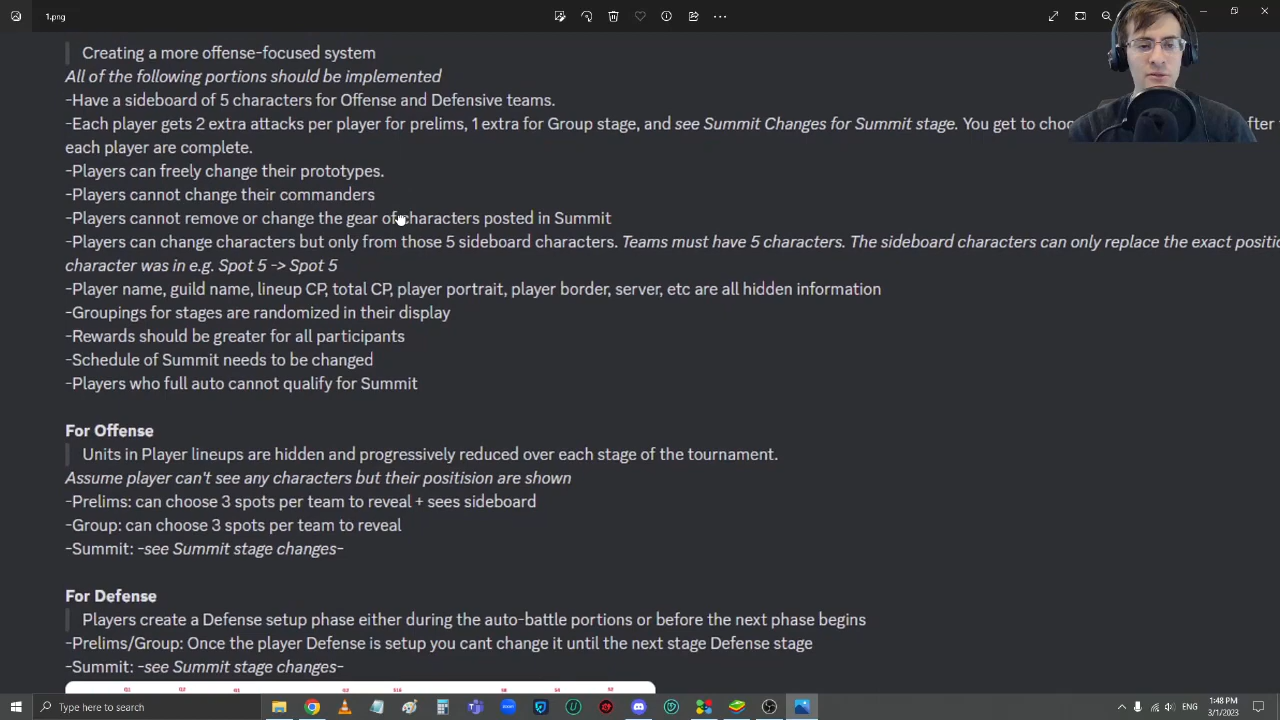 1.png
Creating a more offense-focused system
All of the following portions should be implemented
-Have a sideboard of 5 characters for Offense and Defensive teams.
-Each player gets 2 extra attacks per player for prelims, 1 extra for Group stage, and see Summit Changes for Summit stage. You get to after
each player are complete.
-Players can freely change their prototypes.
-Players cannot change their commanders
-Players cannot remove or change the gear of characters posted in Summit
-Players can change characters but only from those 5 sideboard characters. Teams must have 5 characters. The sideboard characters can only replace the exact
character was in e.g. Spot 5 -> Spot 5
-Player name, guild name, lineup CP, total CP, player portrait, player border, server, etc are all hidden information
-Groupings for stages are randomized in their display
-Rewards should be greater for all participants
-Schedule of Summit needs to be changed
-Players who full auto cannot qualify for Summit
For Offense
Units in Player lineups are hidden and progressively reduced over each stage of the tournament.
Assume player can't see any characters but their positision are shown
-Prelims: can choose 3 spots per team to reveal + sees sideboard
-Group: can choose 3 spots per team to reveal
-Summit: -see Summit stage changes-
For Defense
Players create a Defense setup phase either during the auto-battle portions or before the next phase begins
-Prelims/Group: Once the player Defense is setup you cant change it until the next stage Defense stage
-Summit: -see Summit stage changes-
Type here to search
1:48 PM
3/1/2023